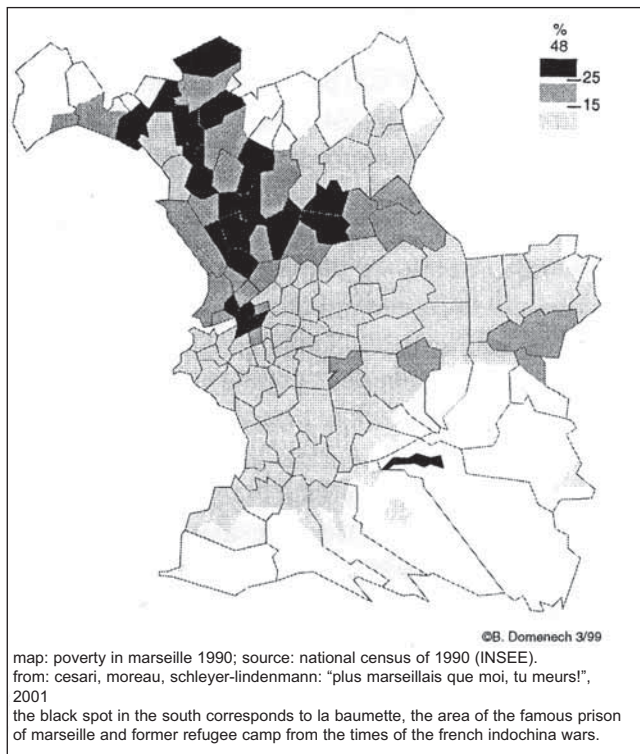 %
48
25
15
©B. Domenech 3/99
map: poverty in marseille 1990; source: national census of 1990 (INSEE).
from: cesari, moreau, schleyer-lindenmann: “plus marseillais que moi, tu meurs!”,
2001
the black spot in the south corresponds to la baumette, the area of the famous prison
of marseille and former refugee camp from the times of the french indochina wars.